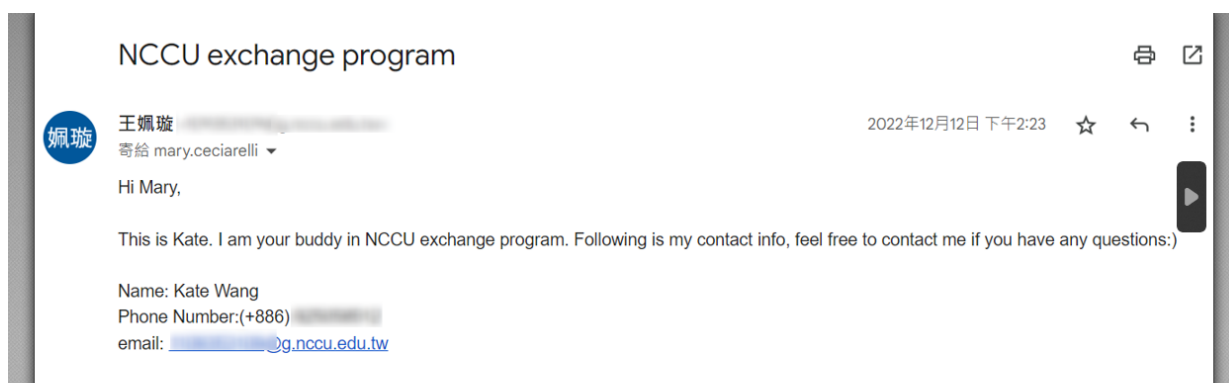 NCCU exchange program
姵璇
王姵璇
2022年12月12日 下午2:23
寄給 mary.ceciarelli
Hi Mary,
This is Kate. I am your buddy in NCCU exchange program. Following is my contact info, feel free to contact me if you have any questions:)
Name: Kate Wang
Phone Number:(+886)
email: @g.nccu.edu.tw